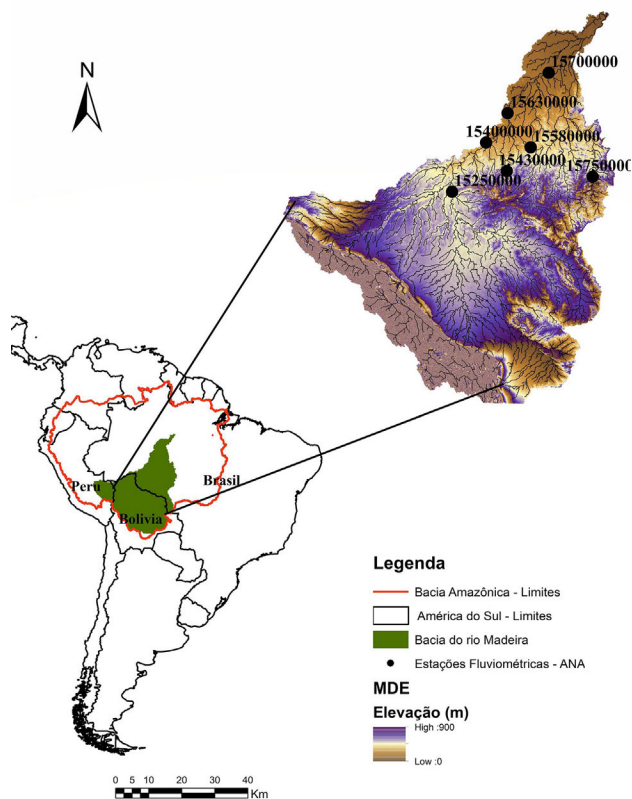 N
15700000
15630000
15400000
15580000
15430000
15750000
15250000
Peru
Brasil
Bolivia
Legenda
Bacia Amazônica - Limites
América do Sul - Limites
Bacia do rio Madeira
Estações Fluviométricas - ANA
MDE
Elevação (m)
High :900
Low :0
0 5 10 20 30 40
Km